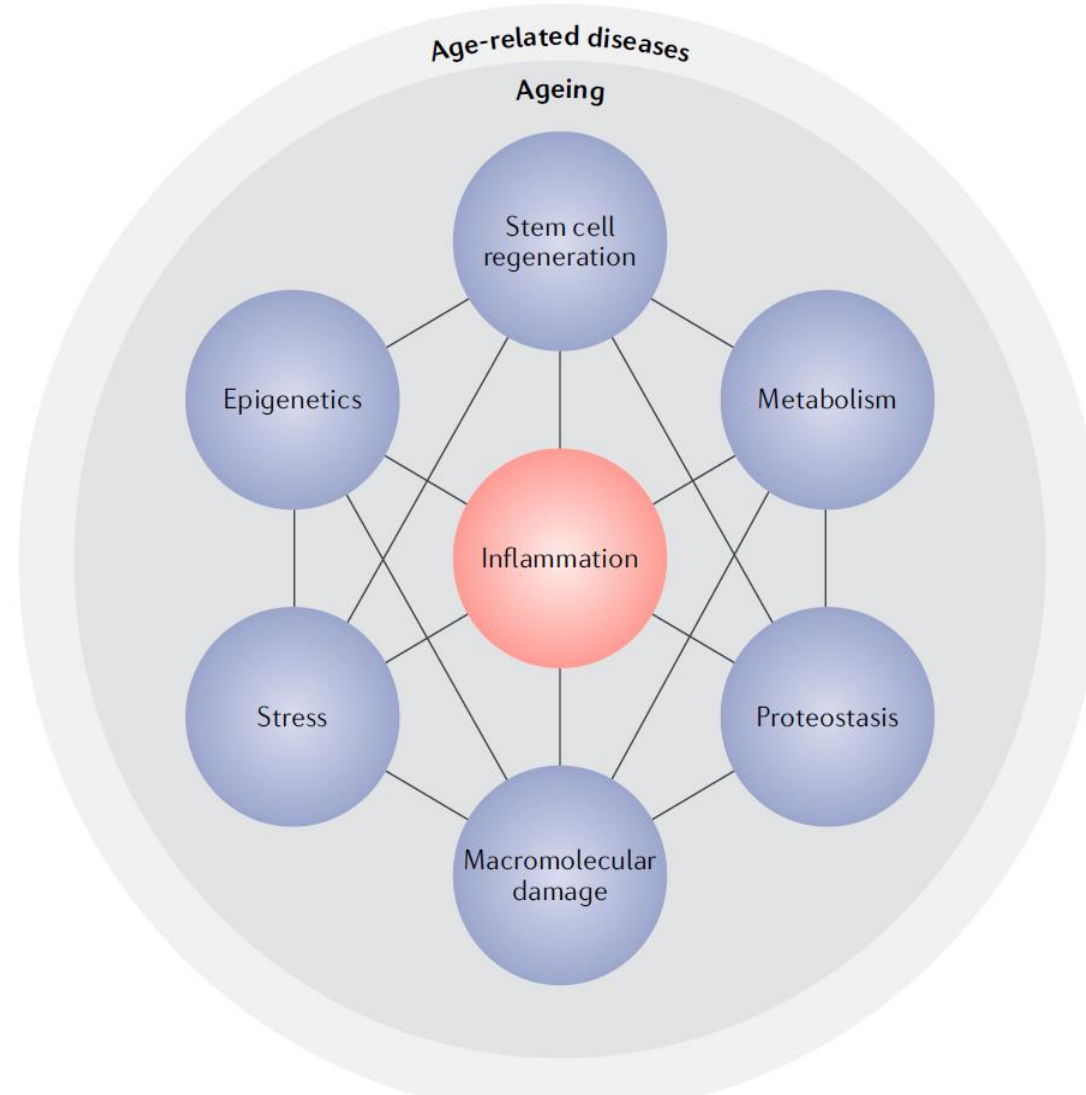 Age-related diseases
Ageing
Stem cell
regeneration
Epigenetics
Metabolism
Inflammation
Stress
Proteostasis
Macromolecular
damage